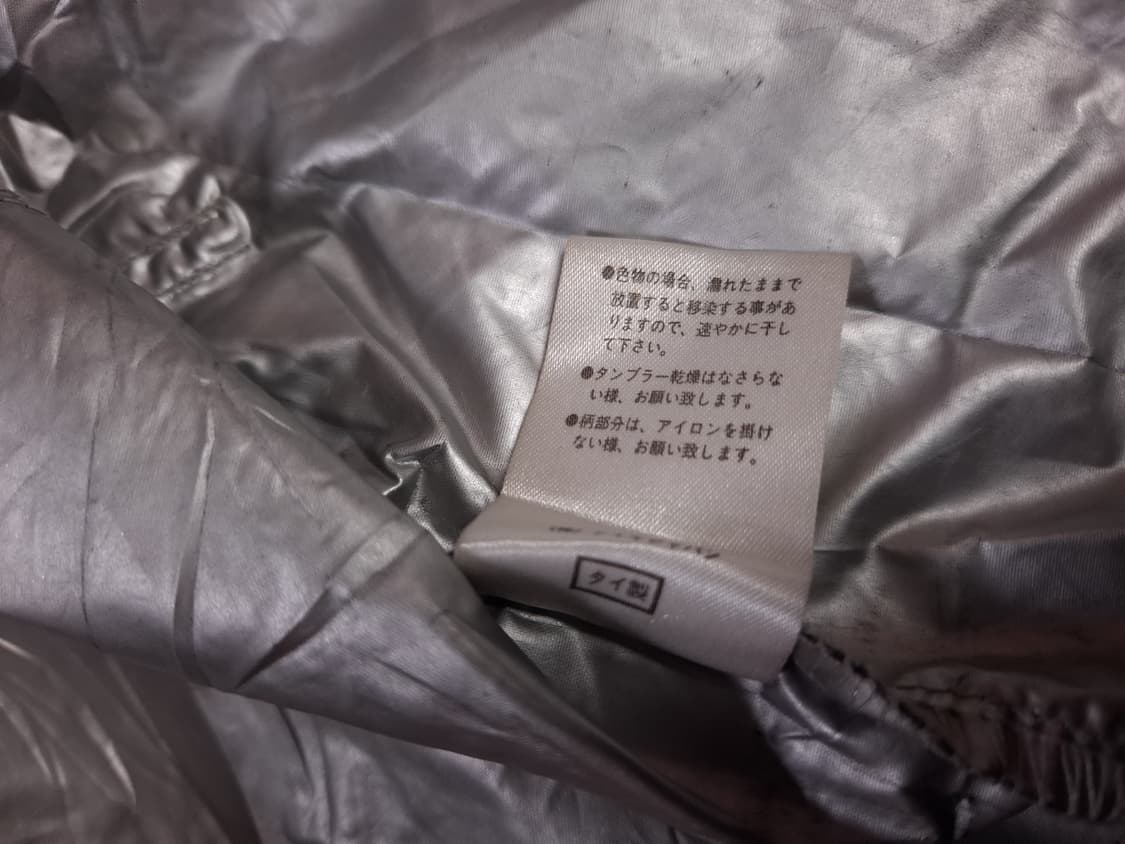 ●色物の場合、濡れたままで
放置すると移染する事があ
りますので、速やかに干し
て下さい。
●タンブラー乾燥はなさらな
い様、お願い致します。
●柄部分は、アイロンを掛け
ない様、お願い致します。
タイ製